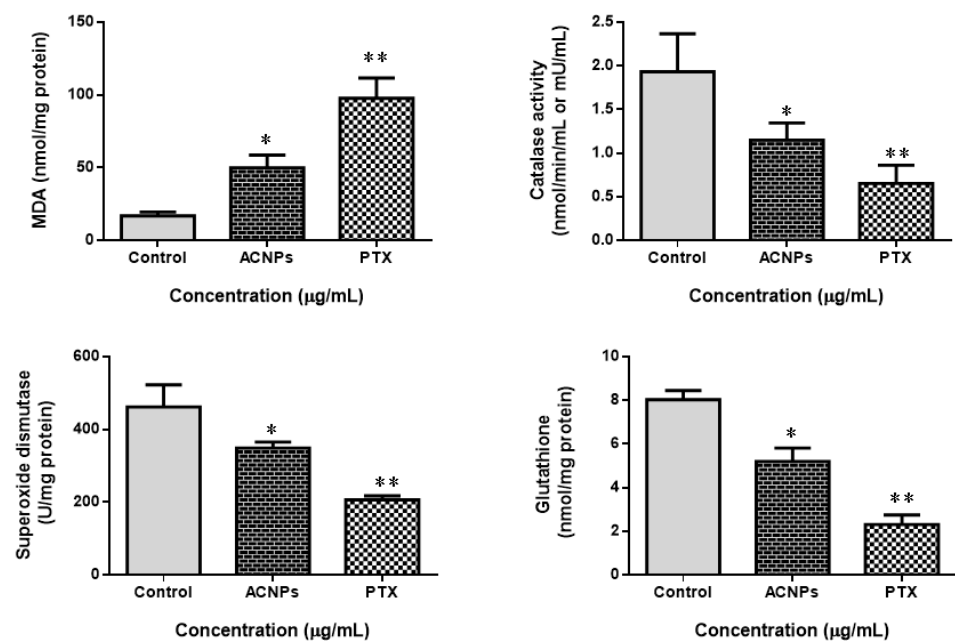 MDA (nmol/mg protein)
150
100
50
0
*
**
Control ACNPs PTX
Concentration (µg/mL)
Catalase activity
(nmol/min/mL or mU/mL)
2.5
2.0
1.5
1.0
0.5
0.0
*
**
Control ACNPs PTX
Concentration (µg/mL)
Superoxide dismutase
(U/mg protein)
600
400
200
0
*
**
Control ACNPs PTX
Concentration (µg/mL)
Glutathione
(nmol/mg protein)
10
8
6
4
2
0
*
**
Control ACNPs PTX
Concentration (µg/mL)